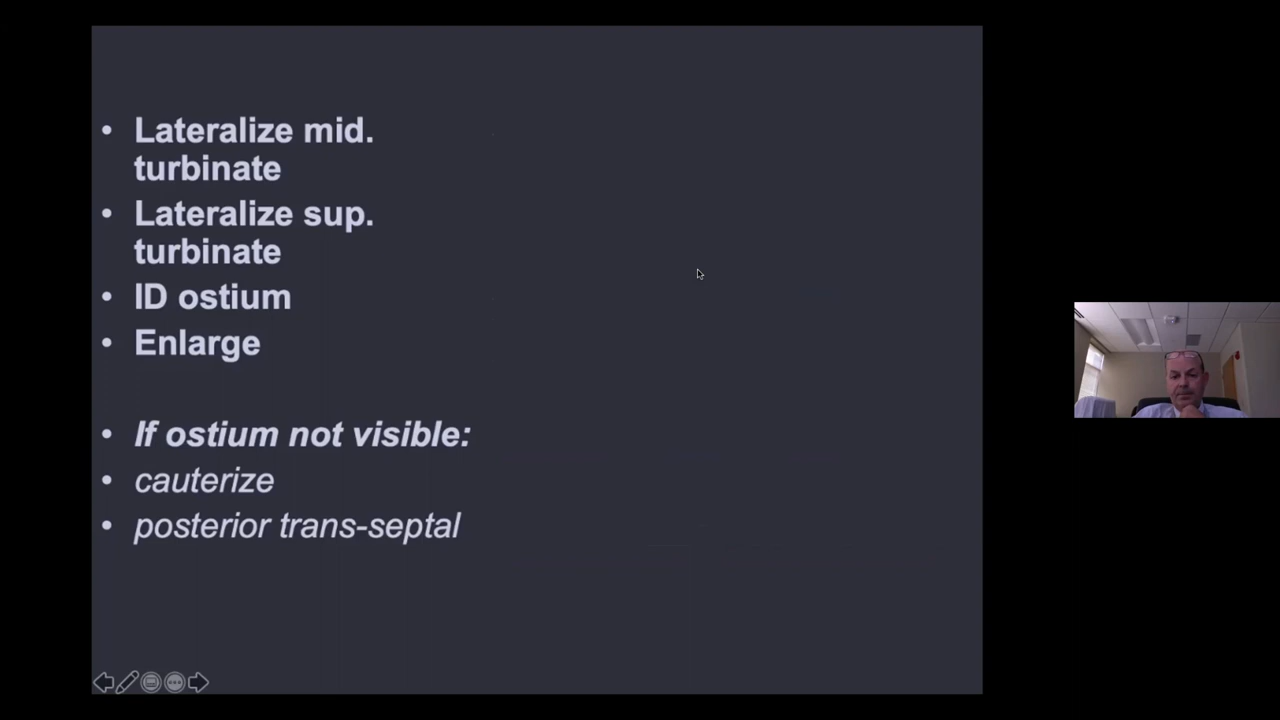 • Lateralize mid.
turbinate
• Lateralize sup.
turbinate
• ID ostium
• Enlarge
• If ostium not visible:
• cauterize
• posterior trans-septal